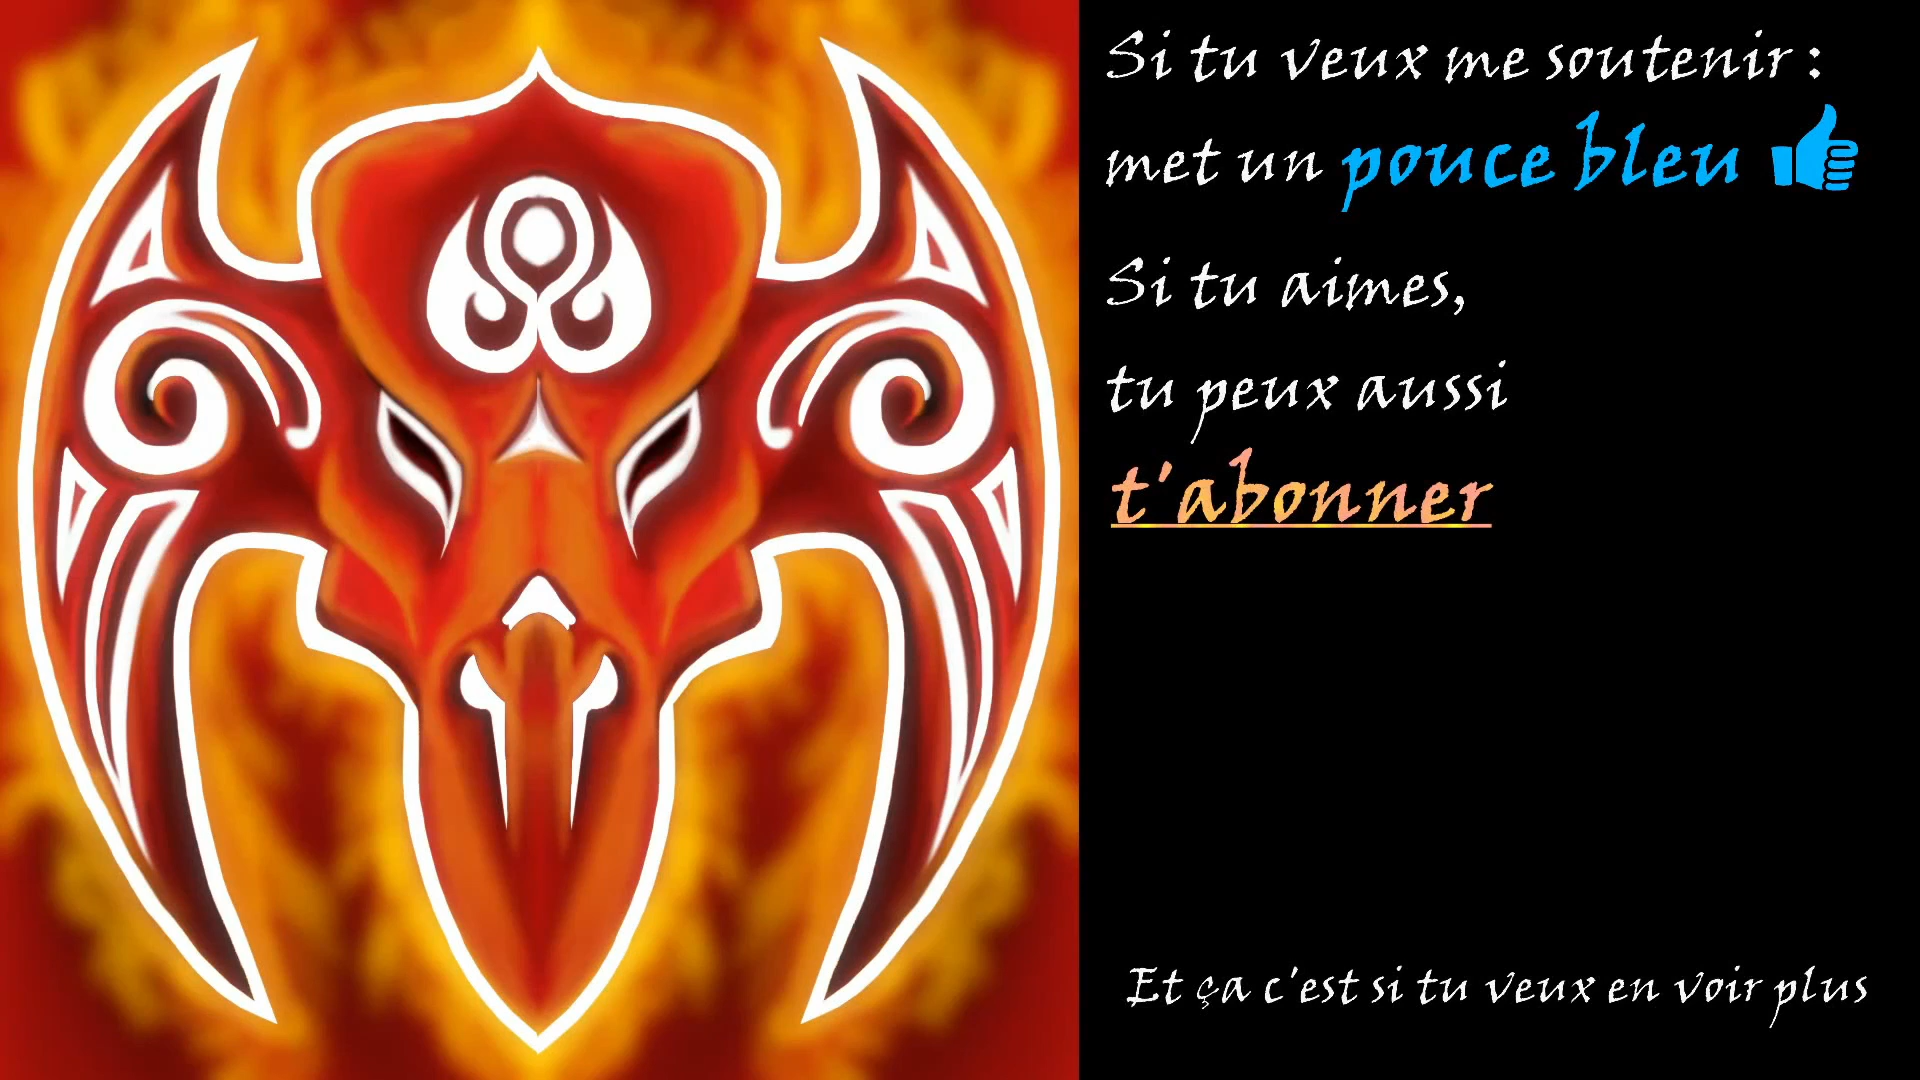 Si tu veux me soutenir :
met un pouce bleu
Si tu aimes,
tu peux aussi
t'abonner
Et ça c'est si tu veux en voir plus